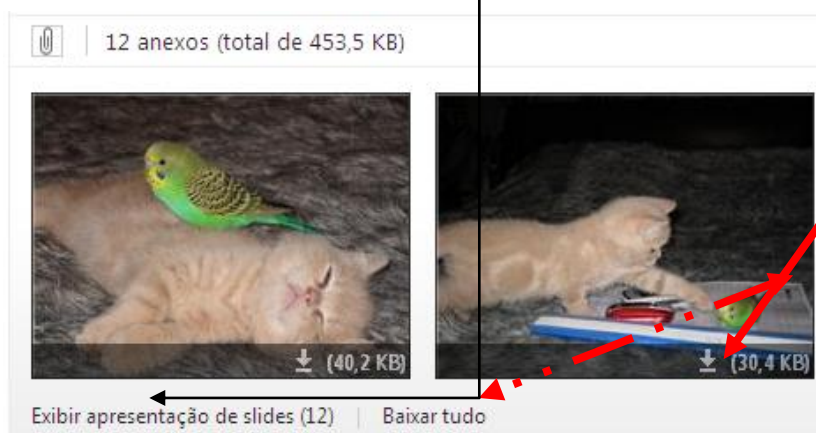 12 anexos (total de 453,5 KB)
(40,2 KB)
(30,4 KB)
Exibir apresentação de slides (12) | Baixar tudo